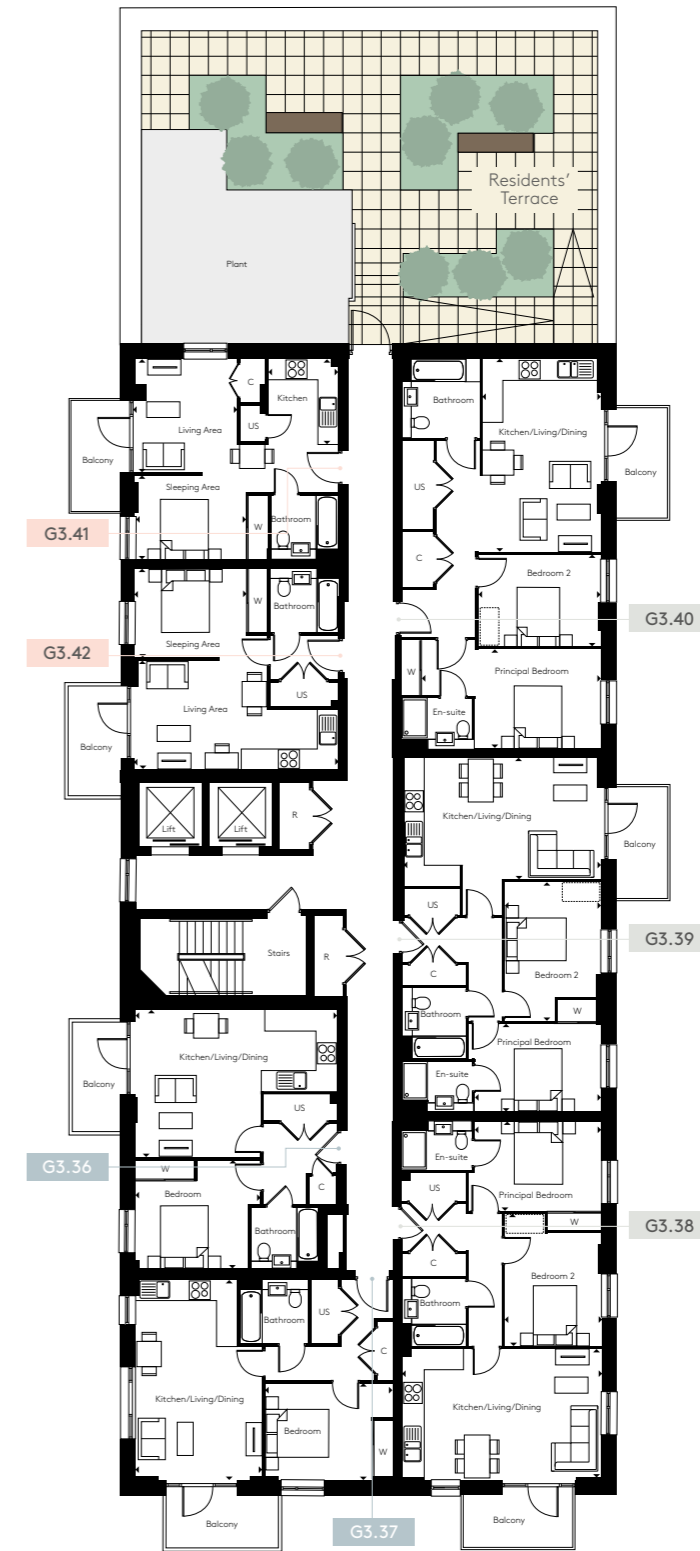 Residents'
Terrace
Plant
C
Kitchen
Living Area
US
Balcony
Sleeping Area
W
Bathroom
G3.41
Bathroom
Kitchen/Living/Dining
Balcony
US
C
Bedroom 2
G3.40
W
Principal Bedroom
En-suite
W
Bathroom
Sleeping Area
G3.42
US
Living Area
Balcony
Lift
Lift
R
Kitchen/Living/Dining
Balcony
US
G3.39
C
Bedroom 2
W
Bathroom
Principal Bedroom
En-suite
Stairs
R
Kitchen/Living/Dining
Balcony
US
G3.36
W
C
Bedroom
Bathroom
En-suite
Principal Bedroom
US
W
G3.38
C
Bedroom 2
Bathroom
Kitchen/Living/Dining
Balcony
US
Bathroom
C
Kitchen/Living/Dining
Bedroom
W
Balcony
G3.37